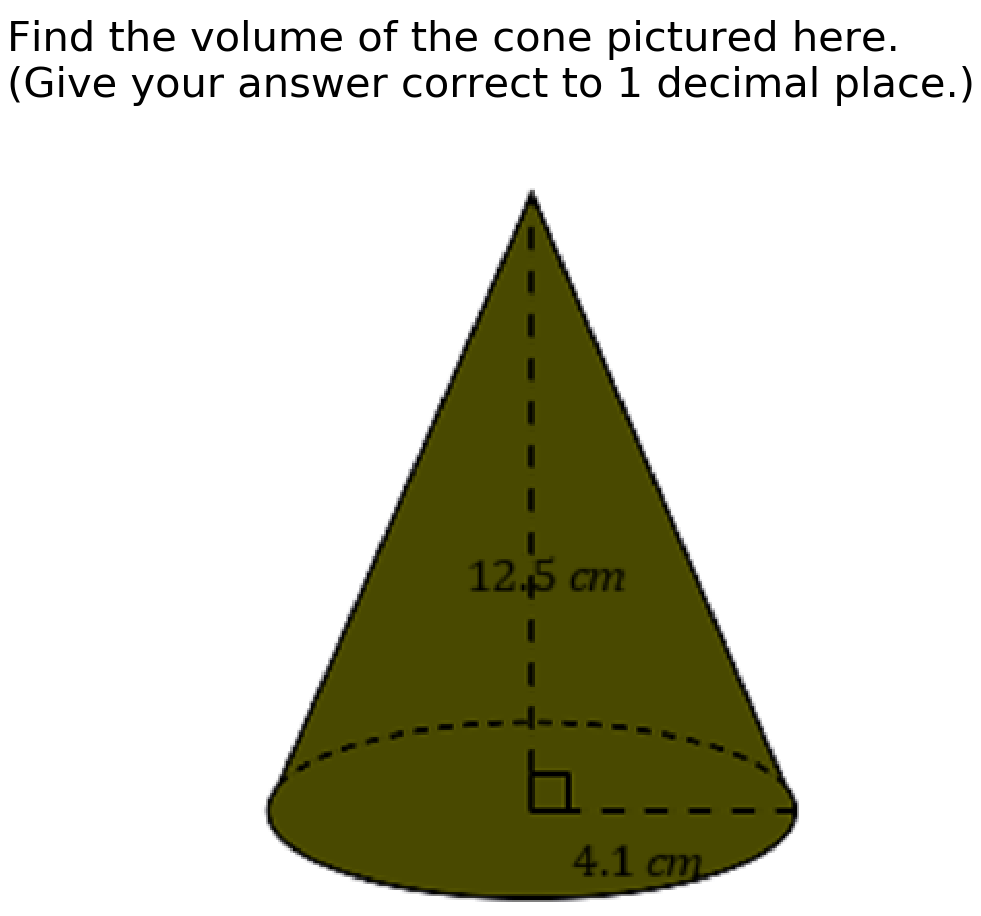 Find the volume of the cone pictured here.
(Give your answer correct to 1 decimal place.)
12.5 cm
4.1 cm